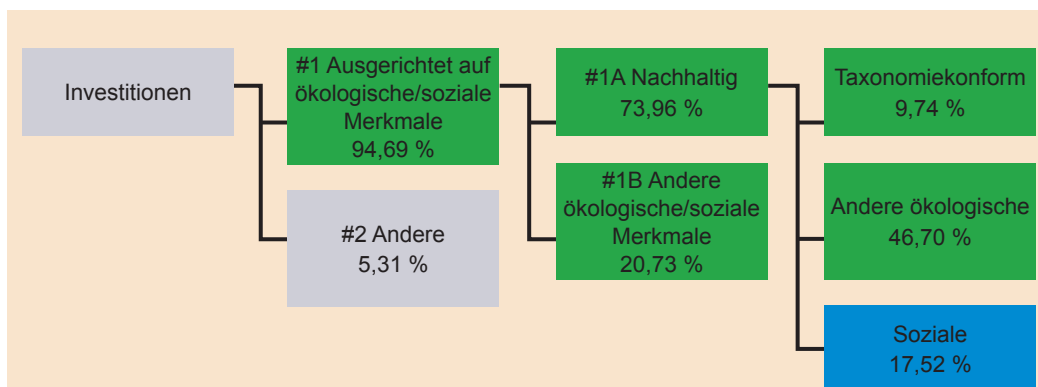 Investitionen
#1 Ausgerichtet auf
ökologische/soziale
Merkmale
94,69 %
#2 Andere
5,31 %
#1A Nachhaltig
73,96 %
#1B Andere
ökologische/soziale
Merkmale
20,73 %
Taxonomiekonform
9,74 %
Andere ökologische
46,70 %
Soziale
17,52 %